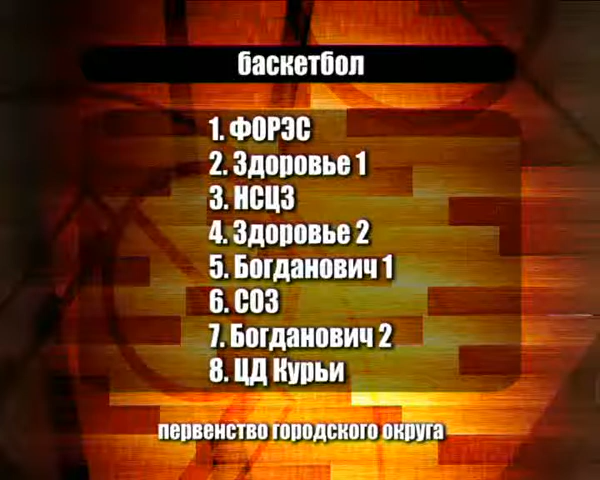 баскетбол
1. ФОРЭС
2. Здоровье 1
3. НСЦЗ
4. Здоровье 2
5. Богданович 1
6. СОЗ
7. Богданович 2
8. ЦД Курьи
первенство городского округа